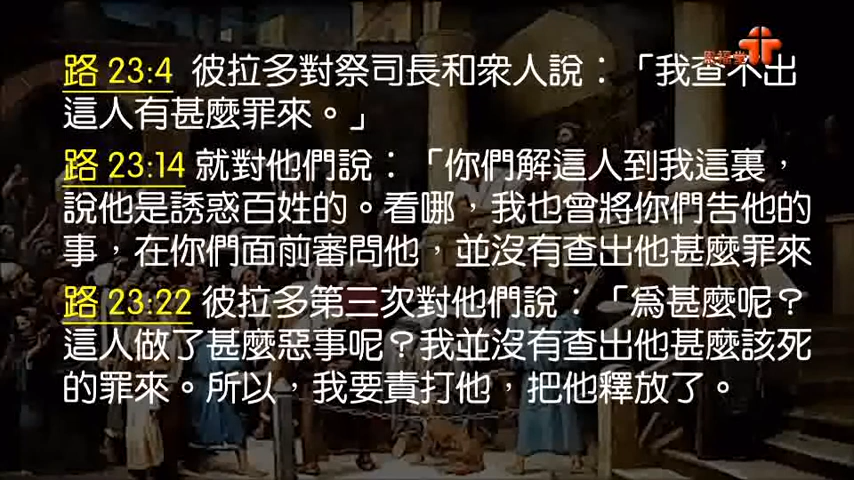 恩福堂
路 23:4 彼拉多對祭司長和衆人說：「我查不出
這人有甚麼罪來。」
路 23:14 就對他們說：「你們解這人到我這裏，
說他是誘惑百姓的。看哪，我也曾將你們告他的
事，在你們面前審問他，並沒有查出他甚麼罪來
路 23:22 彼拉多第三次對他們說：「為甚麼呢？
這人做了甚麼惡事呢？我並沒有查出他甚麼該死
的罪來。所以，我要責打他，把他釋放了。